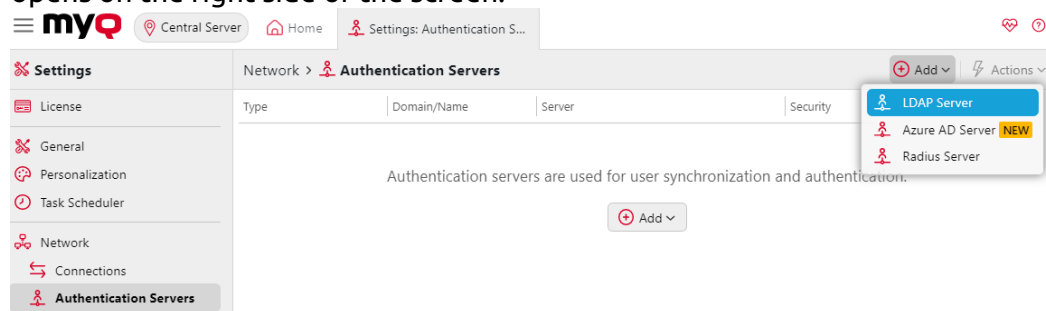 opens on the right side of the screen.
myQ Central Server Home Settings: Authentication S...
Settings
Network > Authentication Servers
Add Actions
License
Type Domain/Name Server Security
LDAP Server
Azure AD Server NEW
Radius Server
General
Personalization
Task Scheduler
Authentication servers are used for user synchronization and authentication.
Add
Network
Connections
Authentication Servers